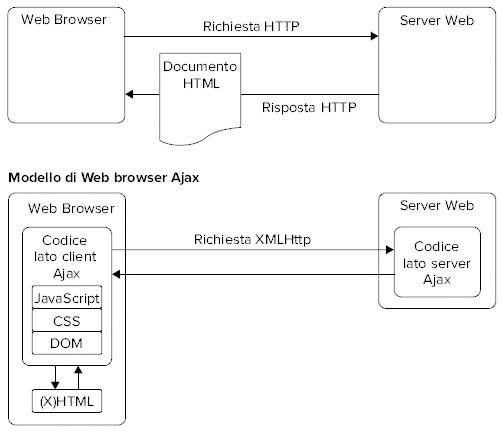 Web Browser
Server Web
Richiesta HTTP
Documento
HTML
Risposta HTTP
Modello di Web browser Ajax
Web Browser
Server Web
Codice
lato client
Ajax
Richiesta XMLHttp
Codice
lato server
Ajax
JavaScript
CSS
DOM
(X)HTML